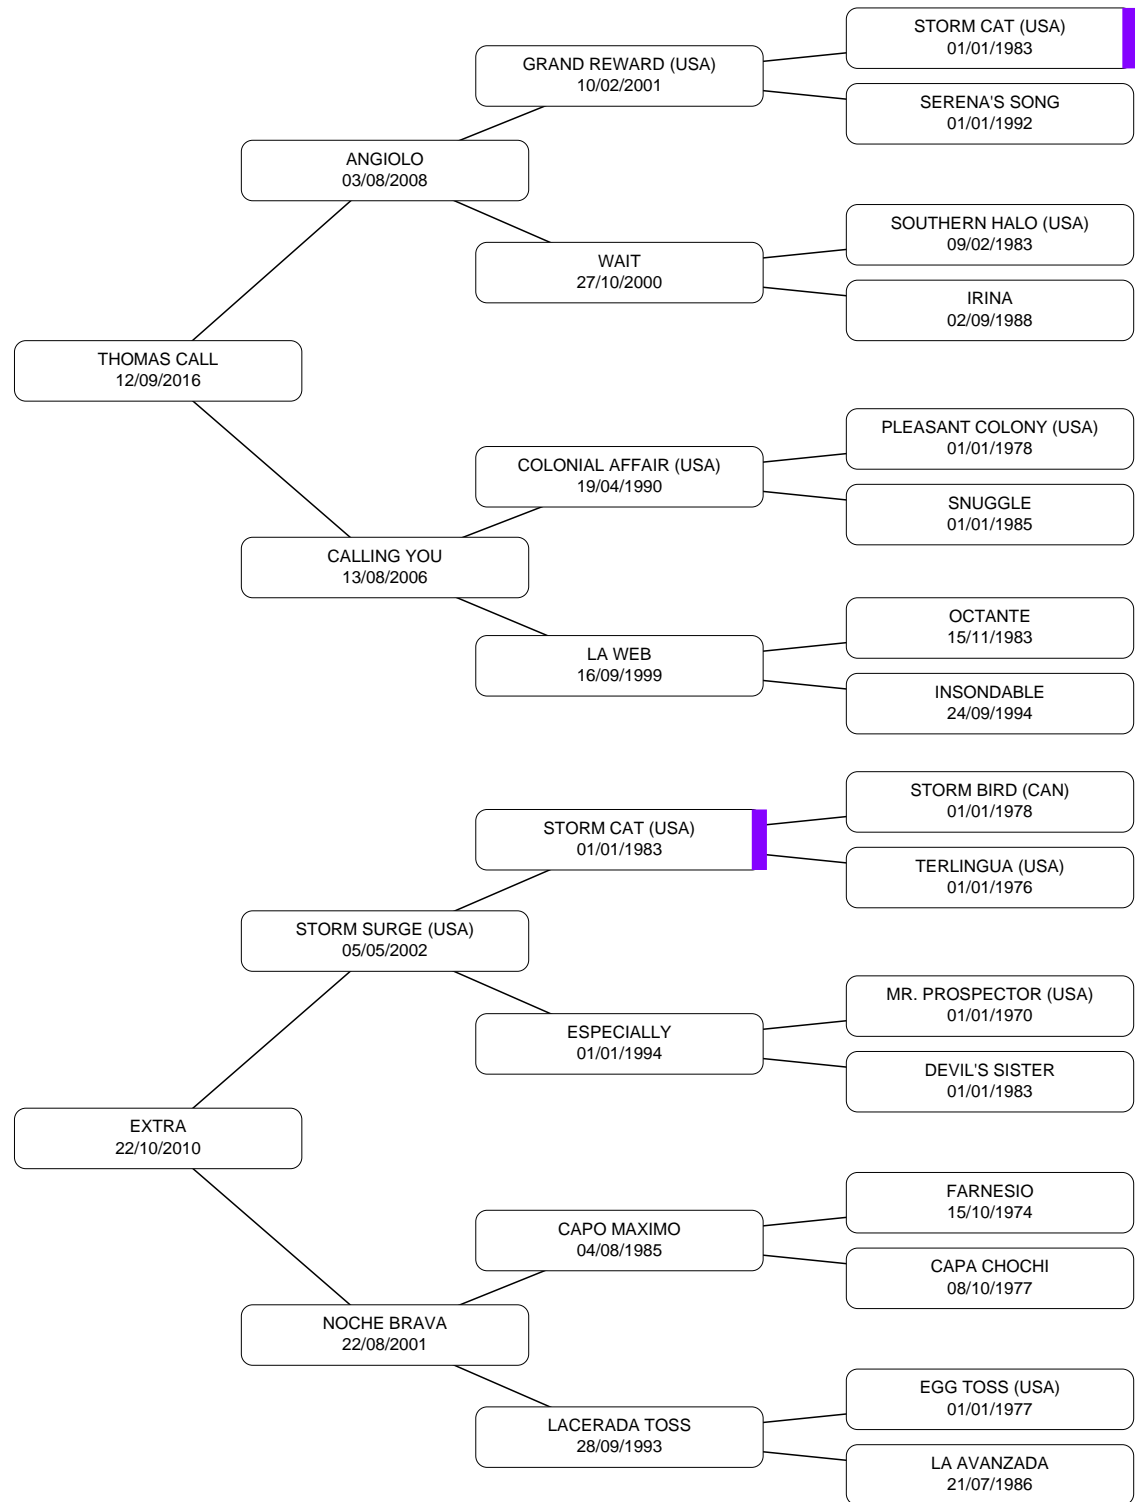 STORM CAT (USA)
01/01/1983
GRAND REWARD (USA)
10/02/2001
SERENA'S SONG
01/01/1992
ANGIOLO
03/08/2008
SOUTHERN HALO (USA)
09/02/1983
WAIT
27/10/2000
IRINA
02/09/1988
THOMAS CALL
12/09/2016
PLEASANT COLONY (USA)
01/01/1978
COLONIAL AFFAIR (USA)
19/04/1990
SNUGGLE
01/01/1985
CALLING YOU
13/08/2006
OCTANTE
15/11/1983
LA WEB
16/09/1999
INSONDABLE
24/09/1994
STORM BIRD (CAN)
01/01/1978
STORM CAT (USA)
01/01/1983
TERLINGUA (USA)
01/01/1976
STORM SURGE (USA)
05/05/2002
MR. PROSPECTOR (USA)
01/01/1970
ESPECIALLY
01/01/1994
DEVIL'S SISTER
01/01/1983
EXTRA
22/10/2010
FARNESIO
15/10/1974
CAPO MAXIMO
04/08/1985
CAPA CHOCHI
08/10/1977
NOCHE BRAVA
22/08/2001
EGG TOSS (USA)
01/01/1977
LACERADA TOSS
28/09/1993
LA AVANZADA
21/07/1986